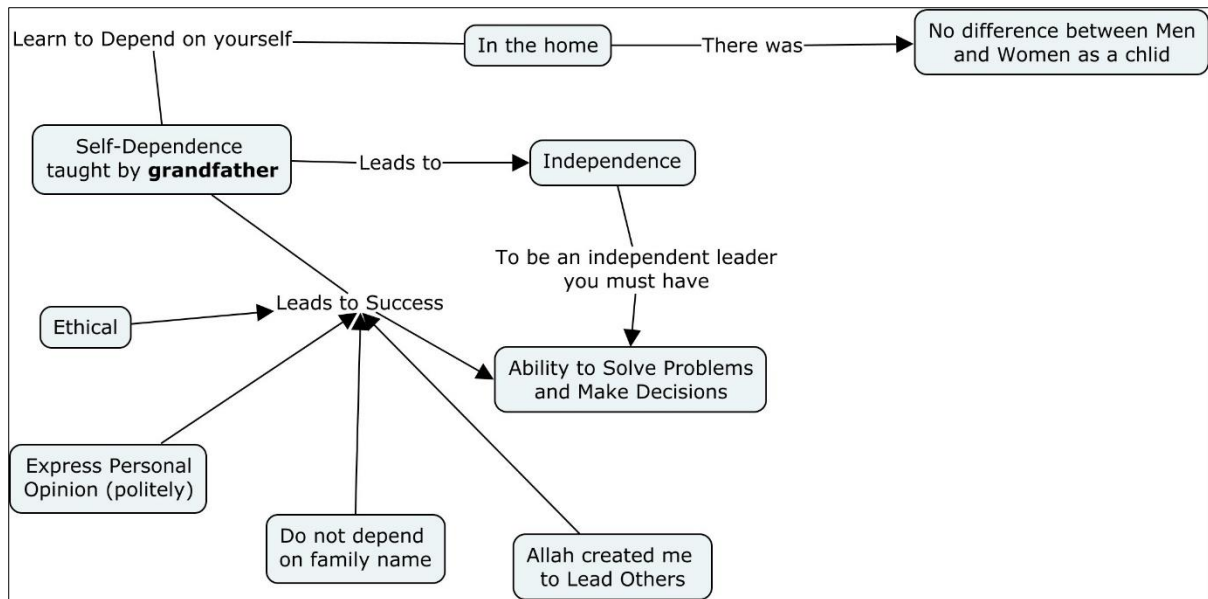 Learn to Depend on yourself
In the home
There was
No difference between Men
and Women as a chlid
Self-Dependence
taught by grandfather
Leads to
Independence
To be an independent leader
you must have
Leads to Success
Ethical
Ability to Solve Problems
and Make Decisions
Express Personal
Opinion (politely)
Do not depend
on family name
Allah created me
to Lead Others